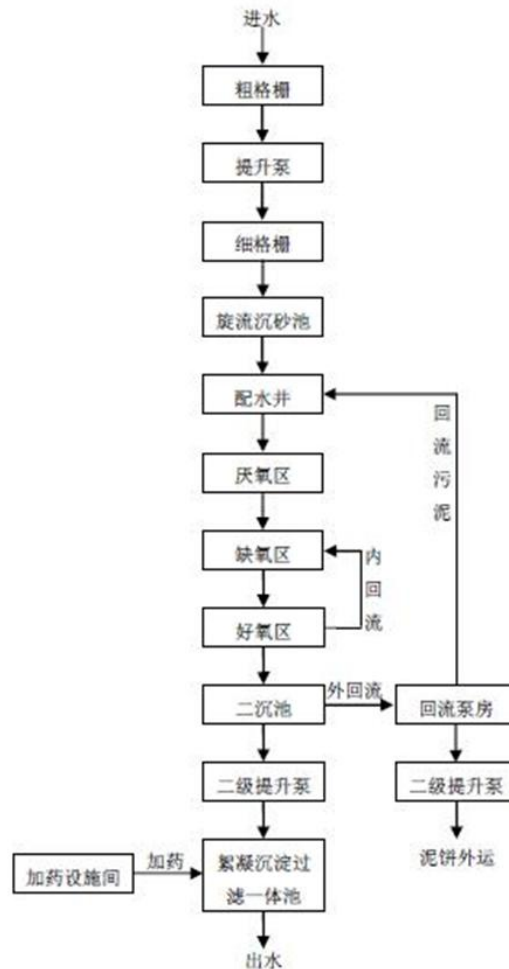 进水
粗格栅
提升泵
细格栅
旋流沉砂池
配水井
回流污泥
厌氧区
缺氧区
内回流
好氧区
二沉池
外回流
回流泵房
二级提升泵
二级提升泵
泥饼外运
加药设施间
加药
絮凝沉淀过
滤一体池
出水